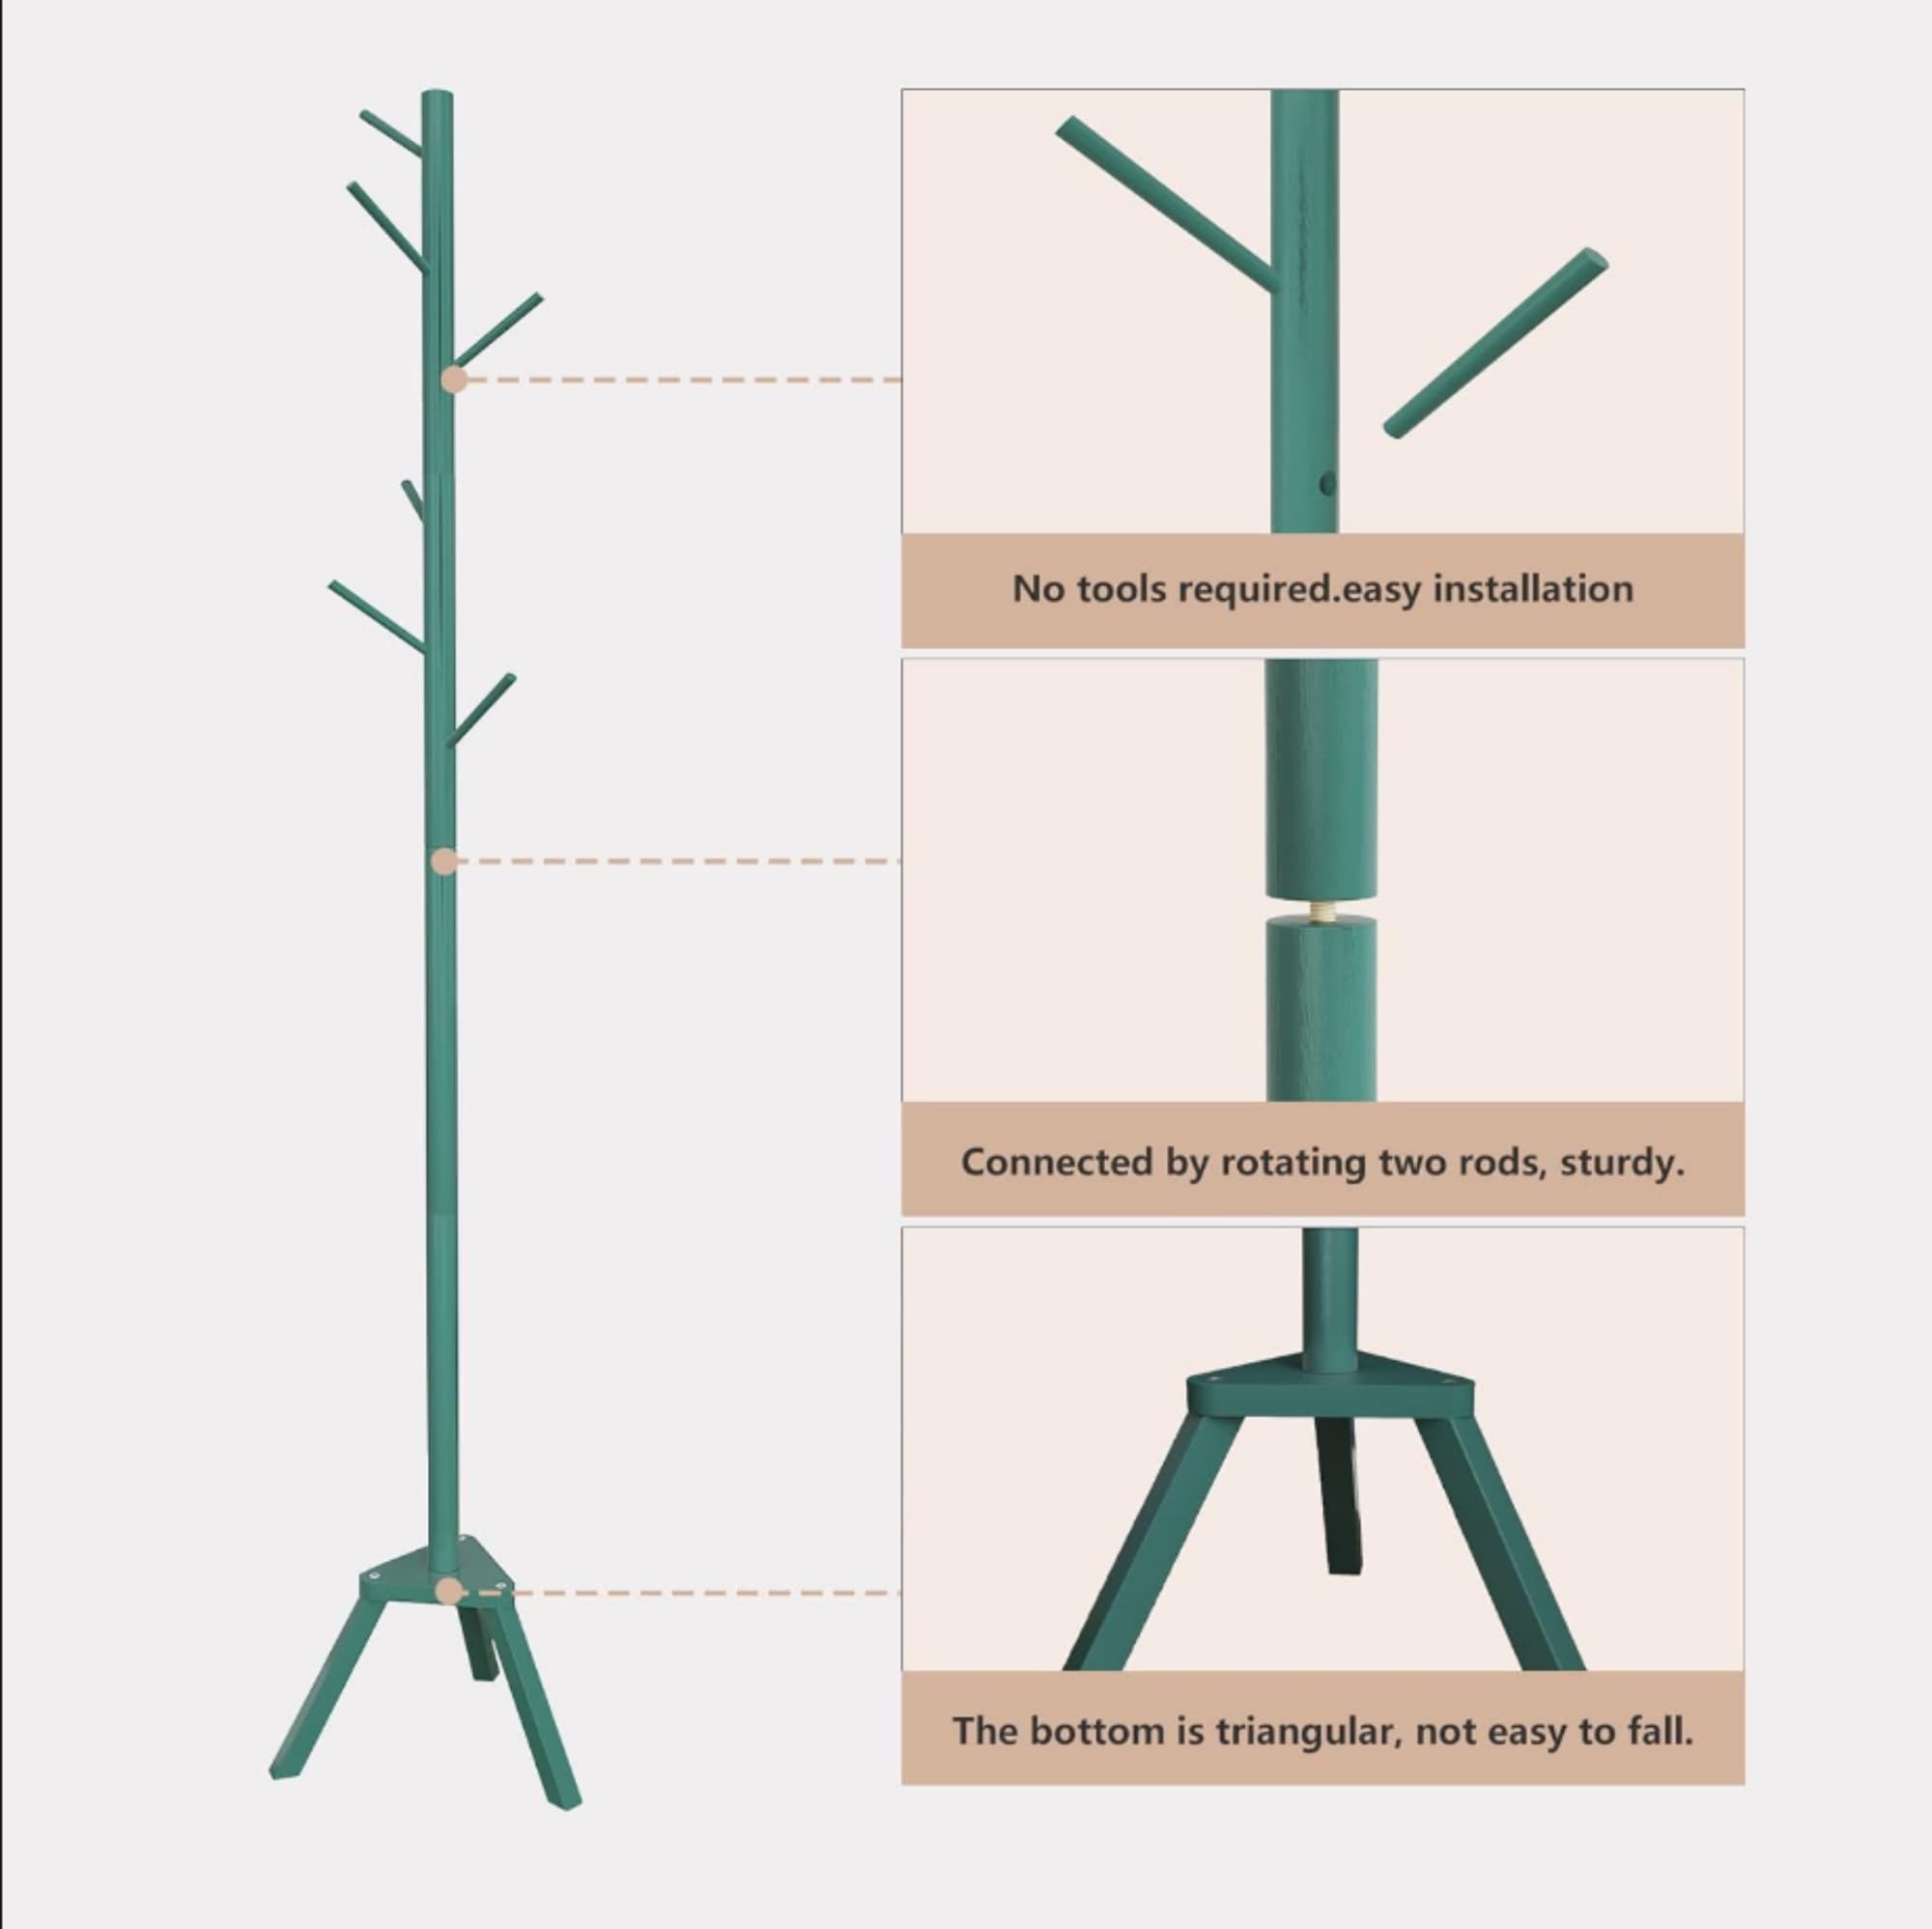 No tools required.easy installation
Connected by rotating two rods, sturdy.
The bottom is triangular, not easy to fall.